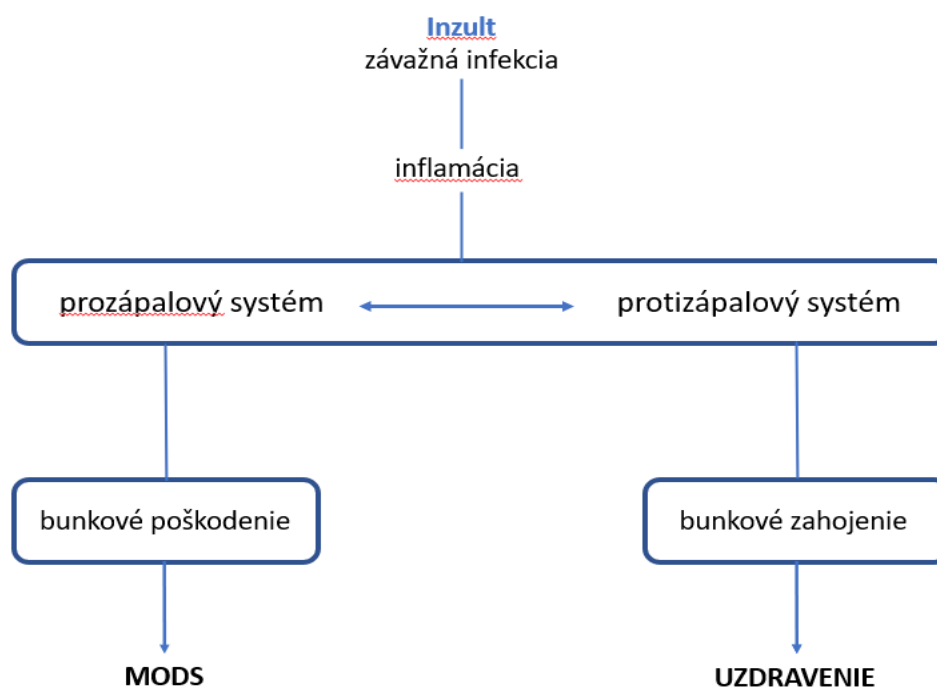 Inzult
závažná infekcia
inflamácia
prozápalový systém
protizápalový systém
bunkové poškodenie
bunkové zahojenie
MODS
UZDRAVENIE